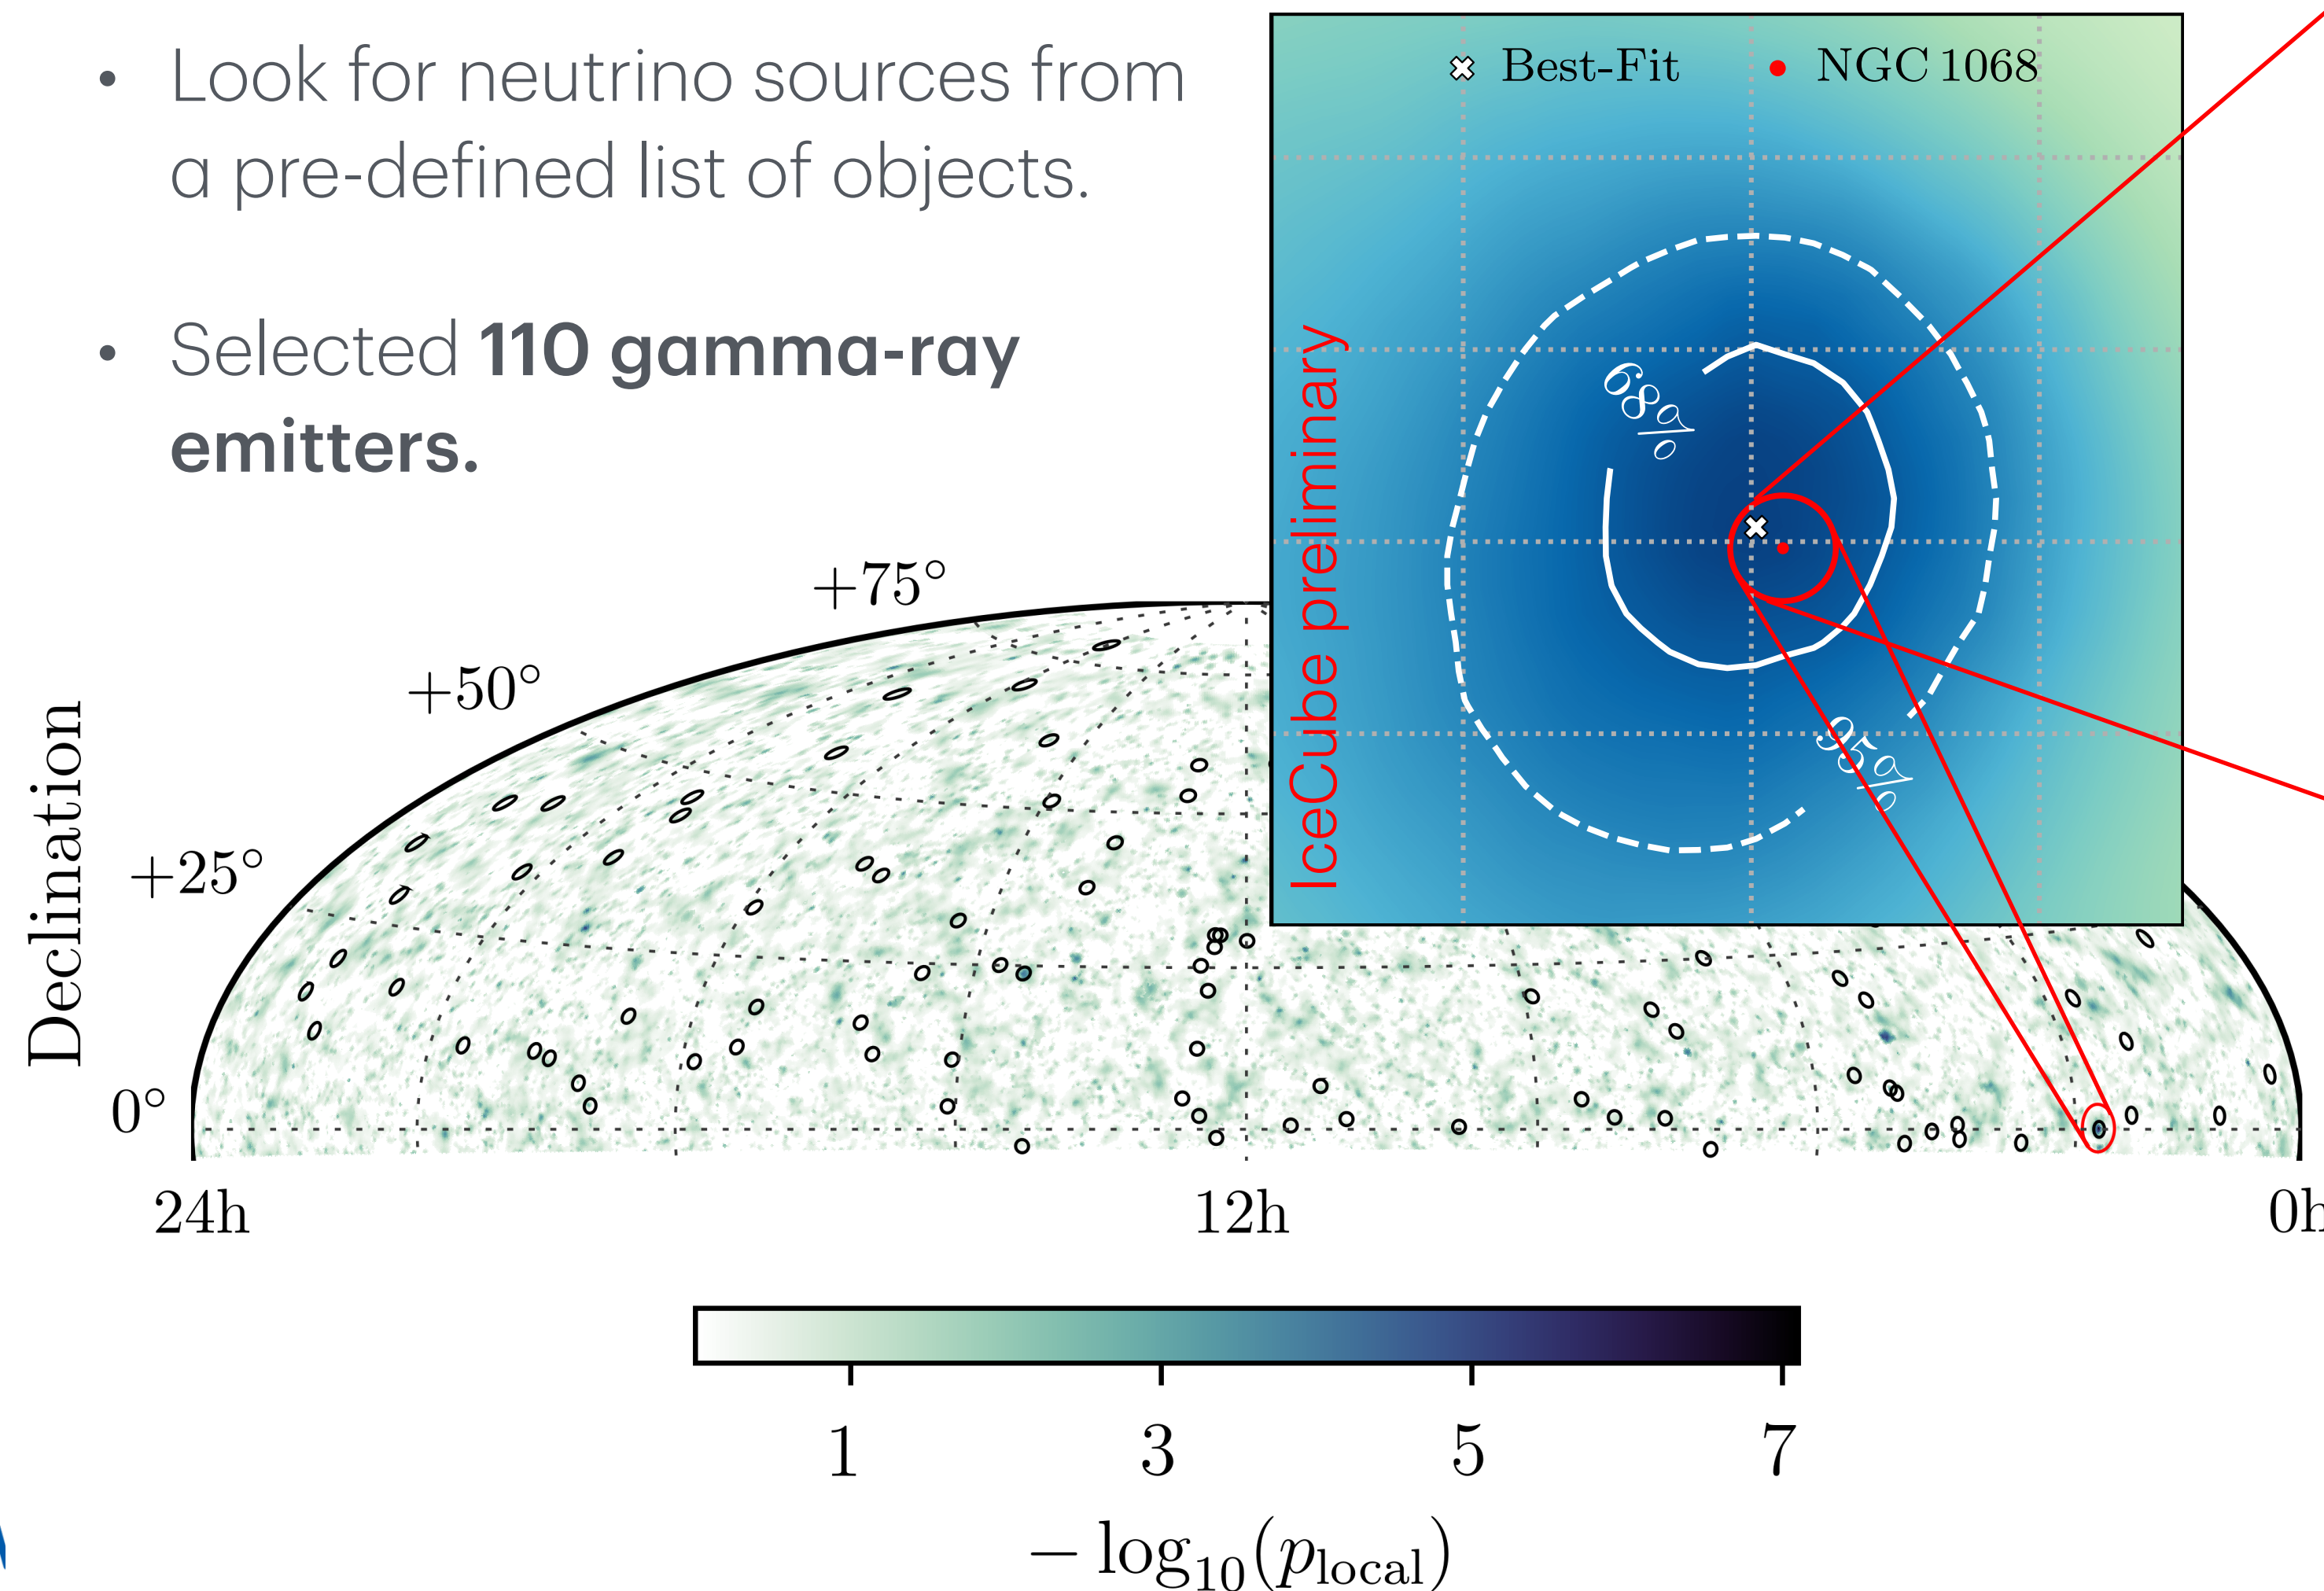 • Look for neutrino sources from
a pre-defined list of objects.
• Selected 110 gamma-ray
emitters.
Best-Fit
NGC 1068
IceCube preliminary
68%
95%
Declination
+75°
+50°
+25°
0°
24h
12h
0h
1
3
5
7
− log₁₀(p_local)